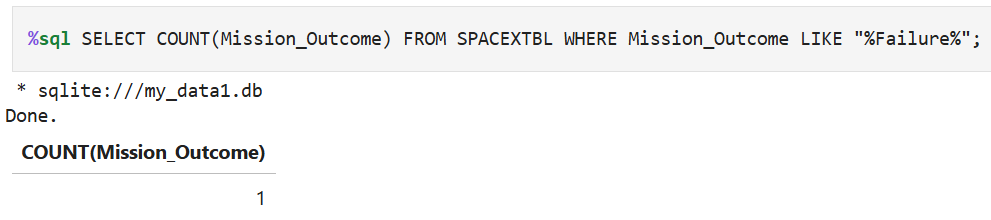 %sql SELECT COUNT(Mission_Outcome) FROM SPACEXTBL WHERE Mission_Outcome LIKE "%Failure%";
* sqlite:///my_data1.db
Done.
COUNT(Mission_Outcome)
1